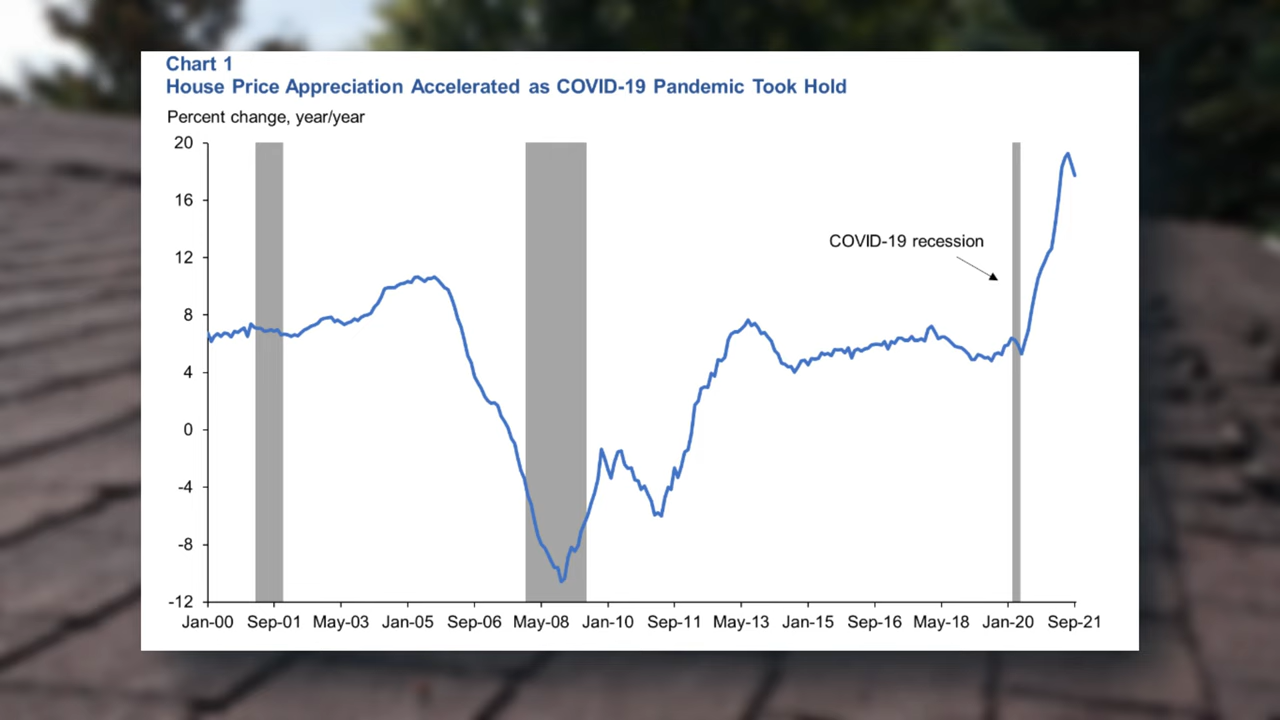 Chart 1
House Price Appreciation Accelerated as COVID-19 Pandemic Took Hold
Percent change, year/year
20
16
12
8
4
0
-4
-8
-12
COVID-19 recession
Jan-00 Sep-01 May-03 Jan-05 Sep-06 May-08 Jan-10 Sep-11 May-13 Jan-15 Sep-16 May-18 Jan-20 Sep-21